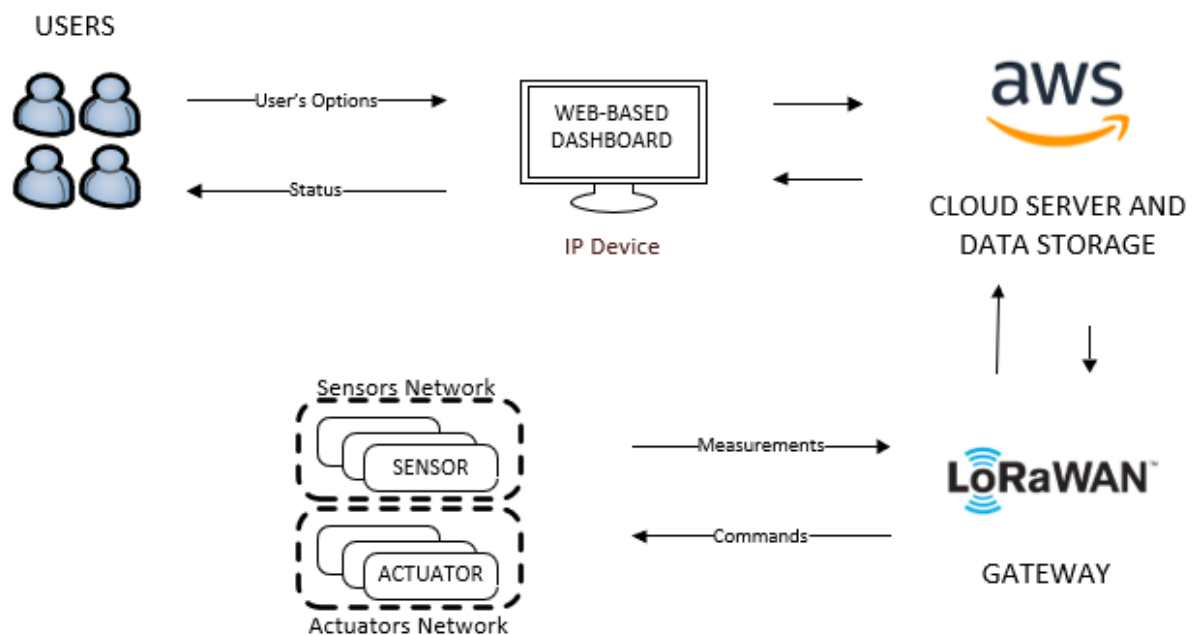 USERS
User's Options
Status
WEB-BASED
DASHBOARD
IP Device
aws
CLOUD SERVER AND
DATA STORAGE
Sensors Network
SENSOR
ACTUATOR
Actuators Network
Measurements
Commands
LoRaWAN™
GATEWAY